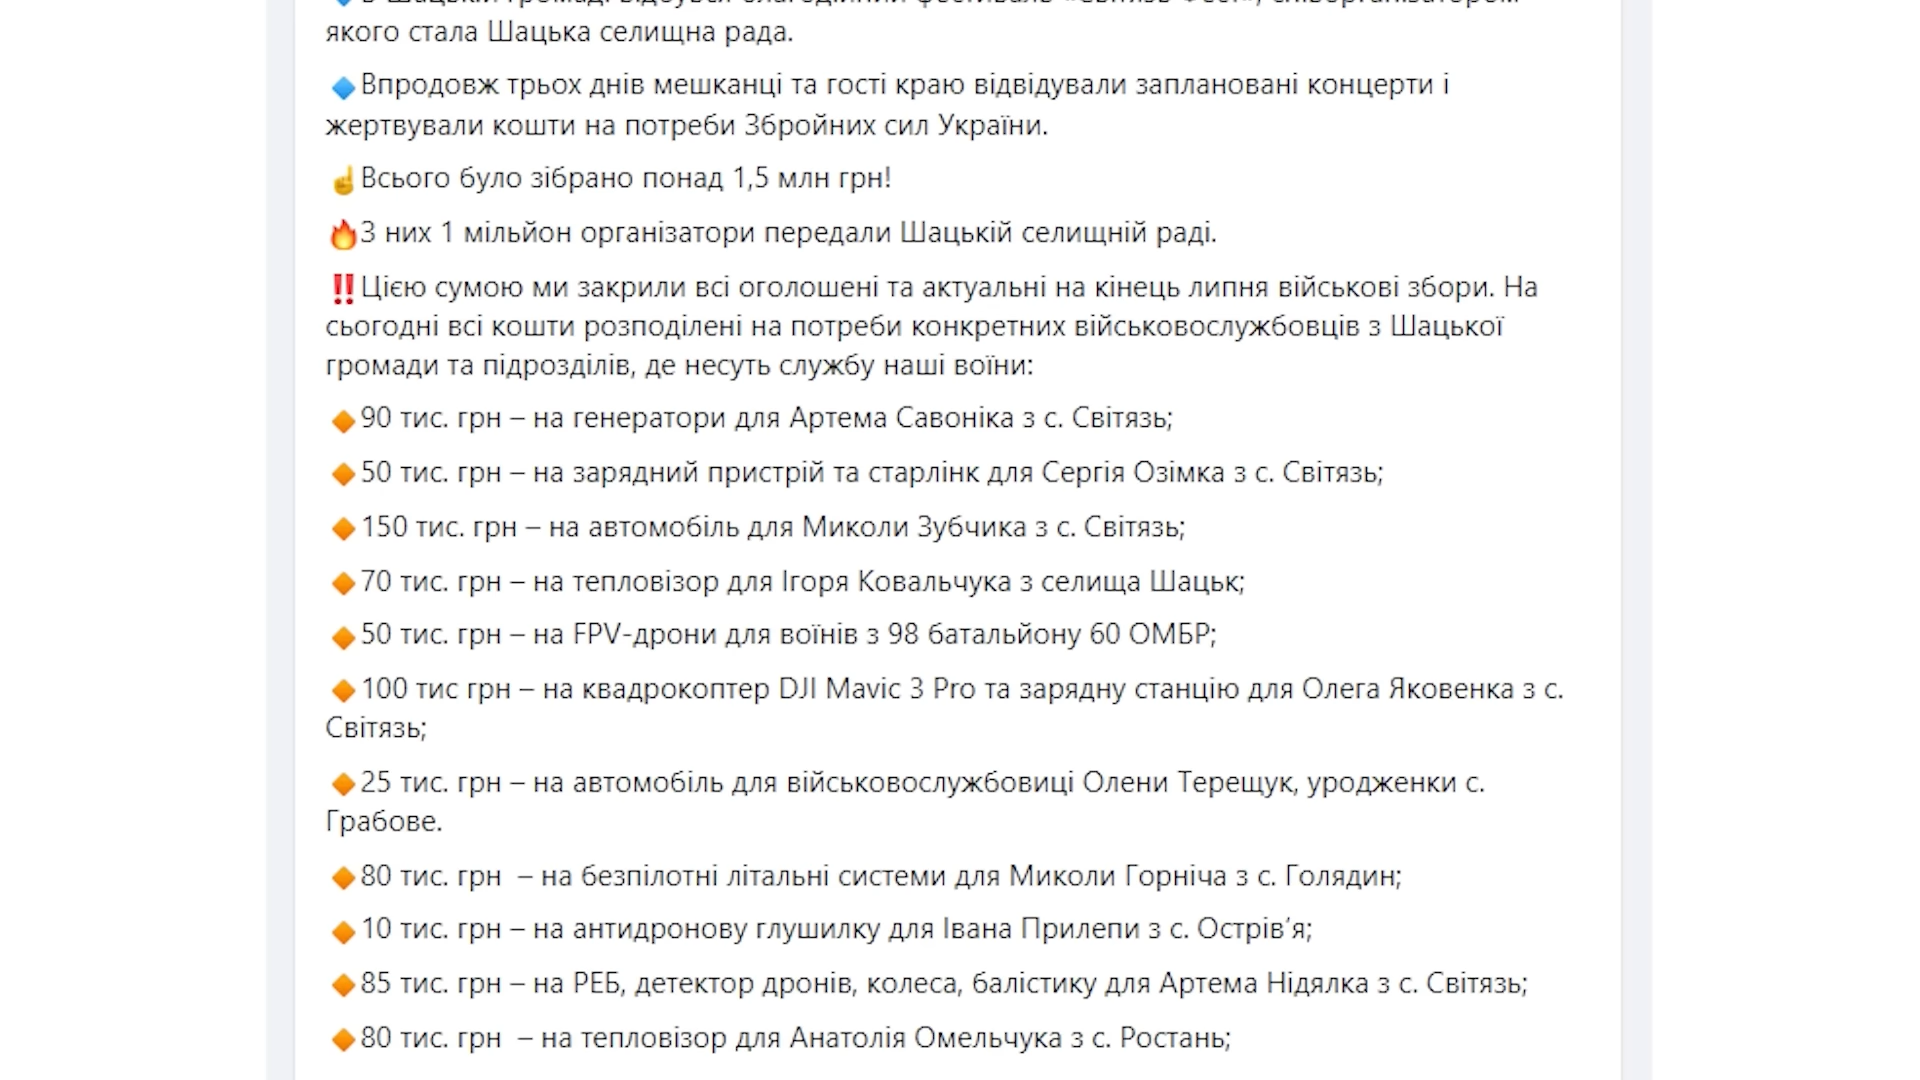 якого стала Шацька селищна рада.
🔷Впродовж трьох днів мешканці та гості краю відвідували заплановані концерти і
жертвували кошти на потреби Збройних сил України.
☝Всього було зібрано понад 1,5 млн грн!
🔥З них 1 мільйон організатори передали Шацькій селищній раді.
‼Цією сумою ми закрили всі оголошені та актуальні на кінець липня військові збори. На
сьогодні всі кошти розподілені на потреби конкретних військовослужбовців з Шацької
громади та підрозділів, де несуть службу наші воїни:
🔶90 тис. грн – на генератори для Артема Савоніка з с. Світязь;
🔶50 тис. грн – на зарядний пристрій та старлінк для Сергія Озімка з с. Світязь;
🔶150 тис. грн – на автомобіль для Миколи Зубчика з с. Світязь;
🔶70 тис. грн – на тепловізор для Ігоря Ковальчука з селища Шацьк;
🔶50 тис. грн – на FPV-дрони для воїнів з 98 батальйону 60 ОМБР;
🔶100 тис грн – на квадрокоптер DJI Mavic 3 Pro та зарядну станцію для Олега Яковенка з с.
Світязь;
🔶25 тис. грн – на автомобіль для військовослужбовиці Олени Терещук, уродженки с.
Грабове.
🔶80 тис. грн – на безпілотні літальні системи для Миколи Горніча з с. Голядин;
🔶10 тис. грн – на антидронову глушилку для Івана Прилепи з с. Острів’я;
🔶85 тис. грн – на РЕБ, детектор дронів, колеса, балістику для Артема Нідялка з с. Світязь;
🔶80 тис. грн – на тепловізор для Анатолія Омельчука з с. Ростань;